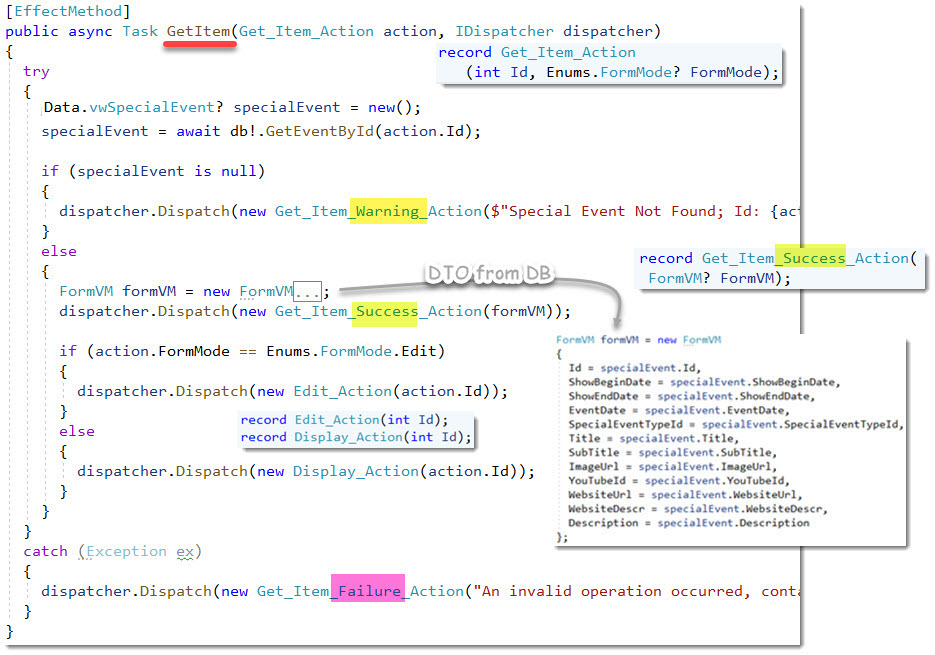 [EffectMethod]
public async Task GetItem(Get_Item_Action action, IDispatcher dispatcher)
{
record Get_Item_Action
(int Id, Enums.FormMode? FormMode);
try
{
Data.vwSpecialEvent? specialEvent = new();
specialEvent = await db!.GetEventById(action.Id);
if (specialEvent is null)
{
dispatcher.Dispatch(new Get_Item_Warning_Action($"Special Event Not Found; Id: {act
}
else
{
record Get_Item_Success_Action(
FormVM? FormVM);
DTO from DB
FormVM formVM = new FormVM...;
dispatcher.Dispatch(new Get_Item_Success_Action(formVM));
if (action.FormMode == Enums.FormMode.Edit)
{
dispatcher.Dispatch(new Edit_Action(action.Id));
}
record Edit_Action(int Id);
record Display_Action(int Id);
else
{
dispatcher.Dispatch(new Display_Action(action.Id));
}
}
FormVM formVM = new FormVM
{
Id = specialEvent.Id,
ShowBeginDate = specialEvent.ShowBeginDate,
ShowEndDate = specialEvent.ShowEndDate,
EventDate = specialEvent.EventDate,
SpecialEventTypeId = specialEvent.SpecialEventTypeId,
Title = specialEvent.Title,
SubTitle = specialEvent.SubTitle,
ImageUrl = specialEvent.ImageUrl,
YouTubeId = specialEvent.YouTubeId,
WebsiteUrl = specialEvent.WebsiteUrl,
WebsiteDescr = specialEvent.WebsiteDescr,
Description = specialEvent.Description
};
}
catch (Exception ex)
{
dispatcher.Dispatch(new Get_Item_Failure_Action("An invalid operation occurred, conta
}
}